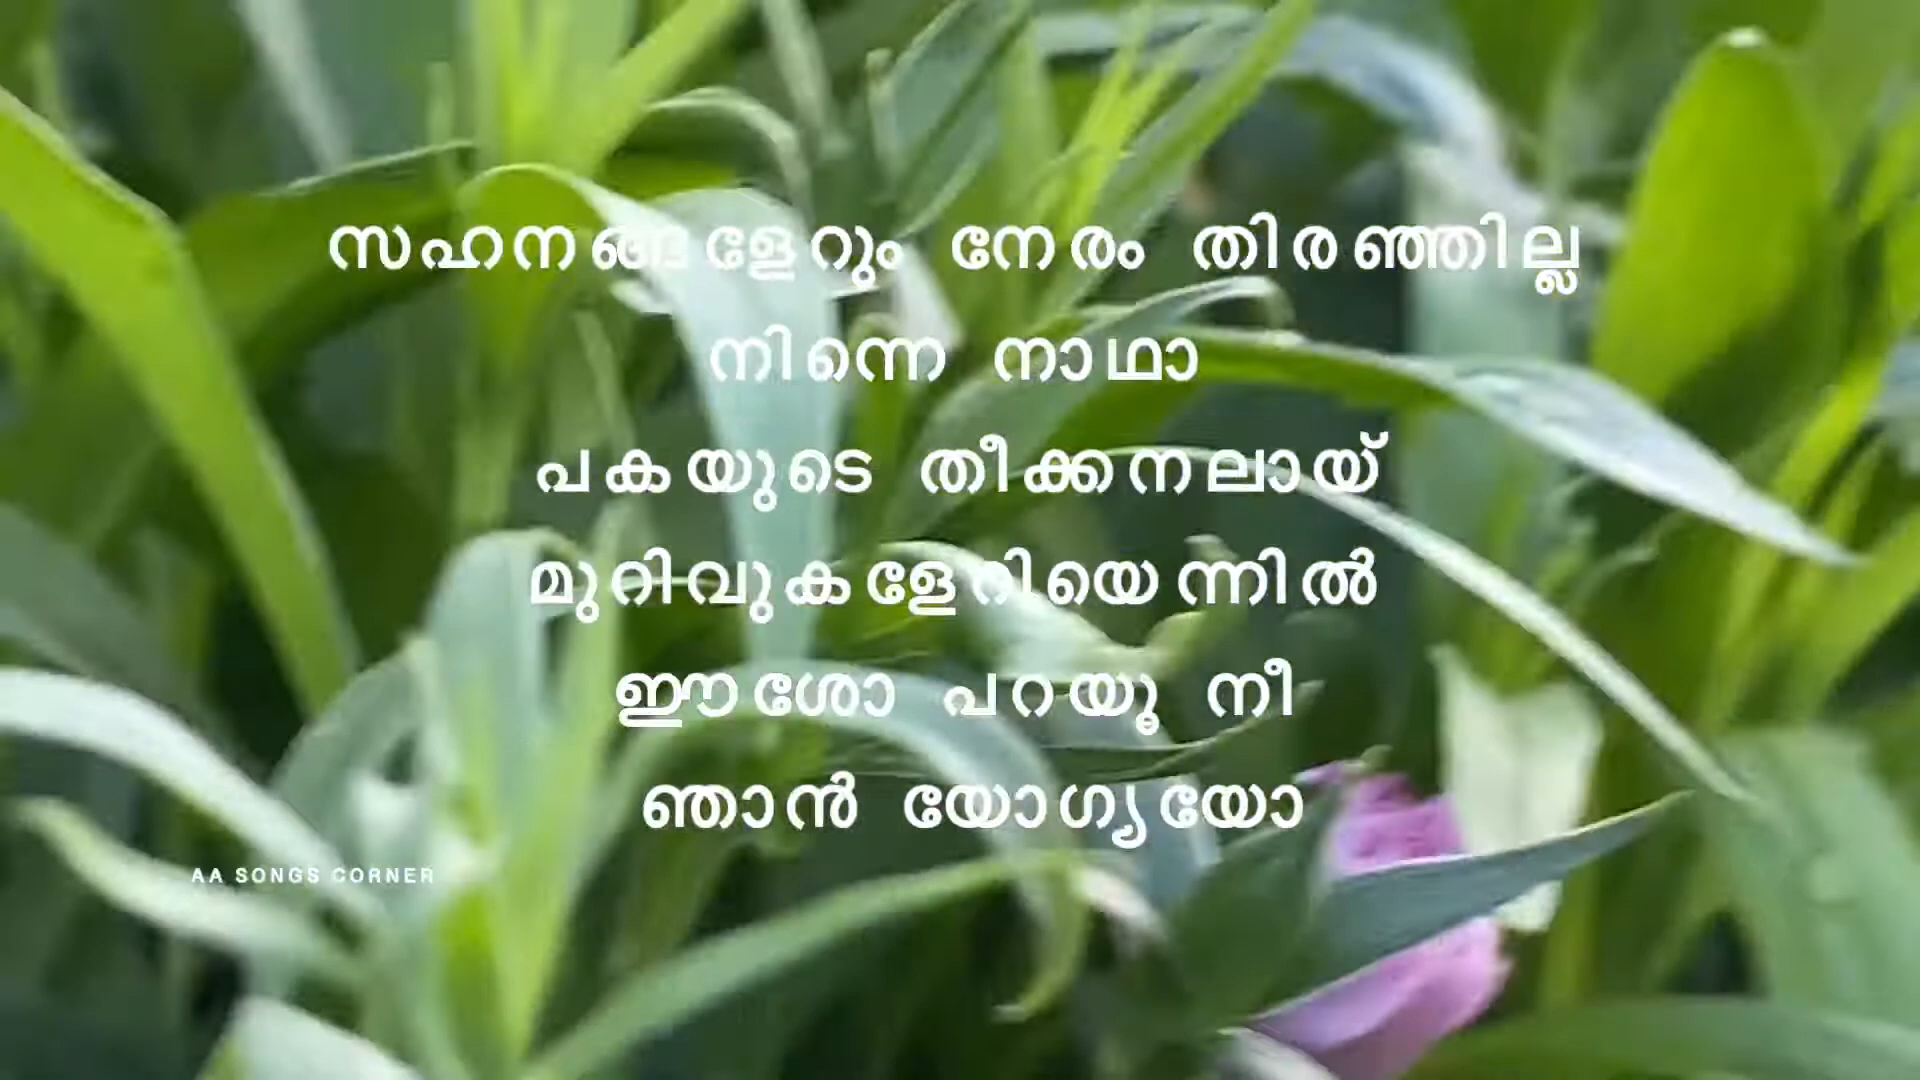 സഹനങ്ങളേറും നേരം തിരഞ്ഞില്ല
നിന്നെ നാഥാ
പകയുടെ തീക്കനലായ്
മുറിവുകളേറിയെന്നിൽ
ഈശോ പറയൂ നീ
ഞാൻ യോഗ്യയോ
AA SONGS CORNER